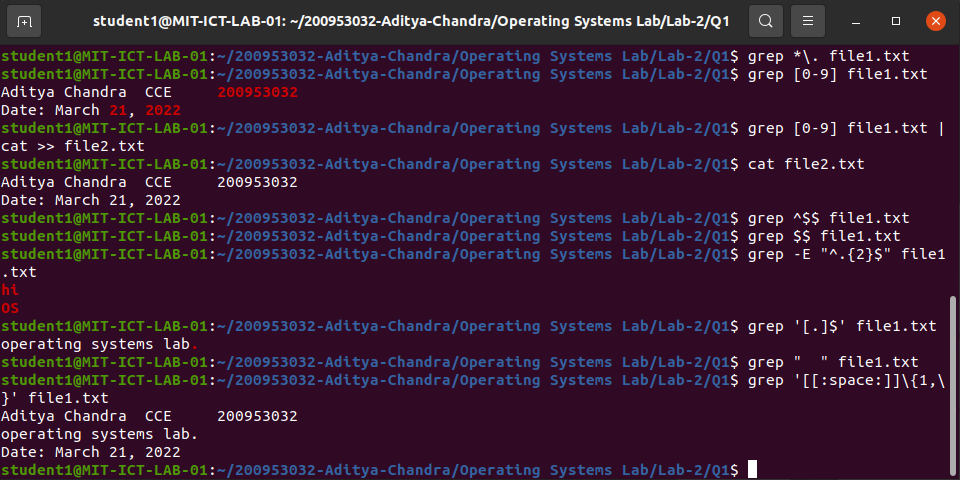 student1@MIT-ICT-LAB-01: ~/200953032-Aditya-Chandra/Operating Systems Lab/Lab-2/Q1
student1@MIT-ICT-LAB-01:~/200953032-Aditya-Chandra/Operating Systems Lab/Lab-2/Q1$ grep *\. file1.txt
student1@MIT-ICT-LAB-01:~/200953032-Aditya-Chandra/Operating Systems Lab/Lab-2/Q1$ grep [0-9] file1.txt
Aditya Chandra  CCE     200953032
Date: March 21, 2022
student1@MIT-ICT-LAB-01:~/200953032-Aditya-Chandra/Operating Systems Lab/Lab-2/Q1$ grep [0-9] file1.txt |
cat >> file2.txt
student1@MIT-ICT-LAB-01:~/200953032-Aditya-Chandra/Operating Systems Lab/Lab-2/Q1$ cat file2.txt
Aditya Chandra  CCE     200953032
Date: March 21, 2022
student1@MIT-ICT-LAB-01:~/200953032-Aditya-Chandra/Operating Systems Lab/Lab-2/Q1$ grep ^$$ file1.txt
student1@MIT-ICT-LAB-01:~/200953032-Aditya-Chandra/Operating Systems Lab/Lab-2/Q1$ grep $$ file1.txt
student1@MIT-ICT-LAB-01:~/200953032-Aditya-Chandra/Operating Systems Lab/Lab-2/Q1$ grep -E "^.{2}$" file1
.txt
hi
OS
student1@MIT-ICT-LAB-01:~/200953032-Aditya-Chandra/Operating Systems Lab/Lab-2/Q1$ grep '[.]$' file1.txt
operating systems lab.
student1@MIT-ICT-LAB-01:~/200953032-Aditya-Chandra/Operating Systems Lab/Lab-2/Q1$ grep "  " file1.txt
student1@MIT-ICT-LAB-01:~/200953032-Aditya-Chandra/Operating Systems Lab/Lab-2/Q1$ grep '[[:space:]]\{1,\
}' file1.txt
Aditya Chandra  CCE     200953032
operating systems lab.
Date: March 21, 2022
student1@MIT-ICT-LAB-01:~/200953032-Aditya-Chandra/Operating Systems Lab/Lab-2/Q1$